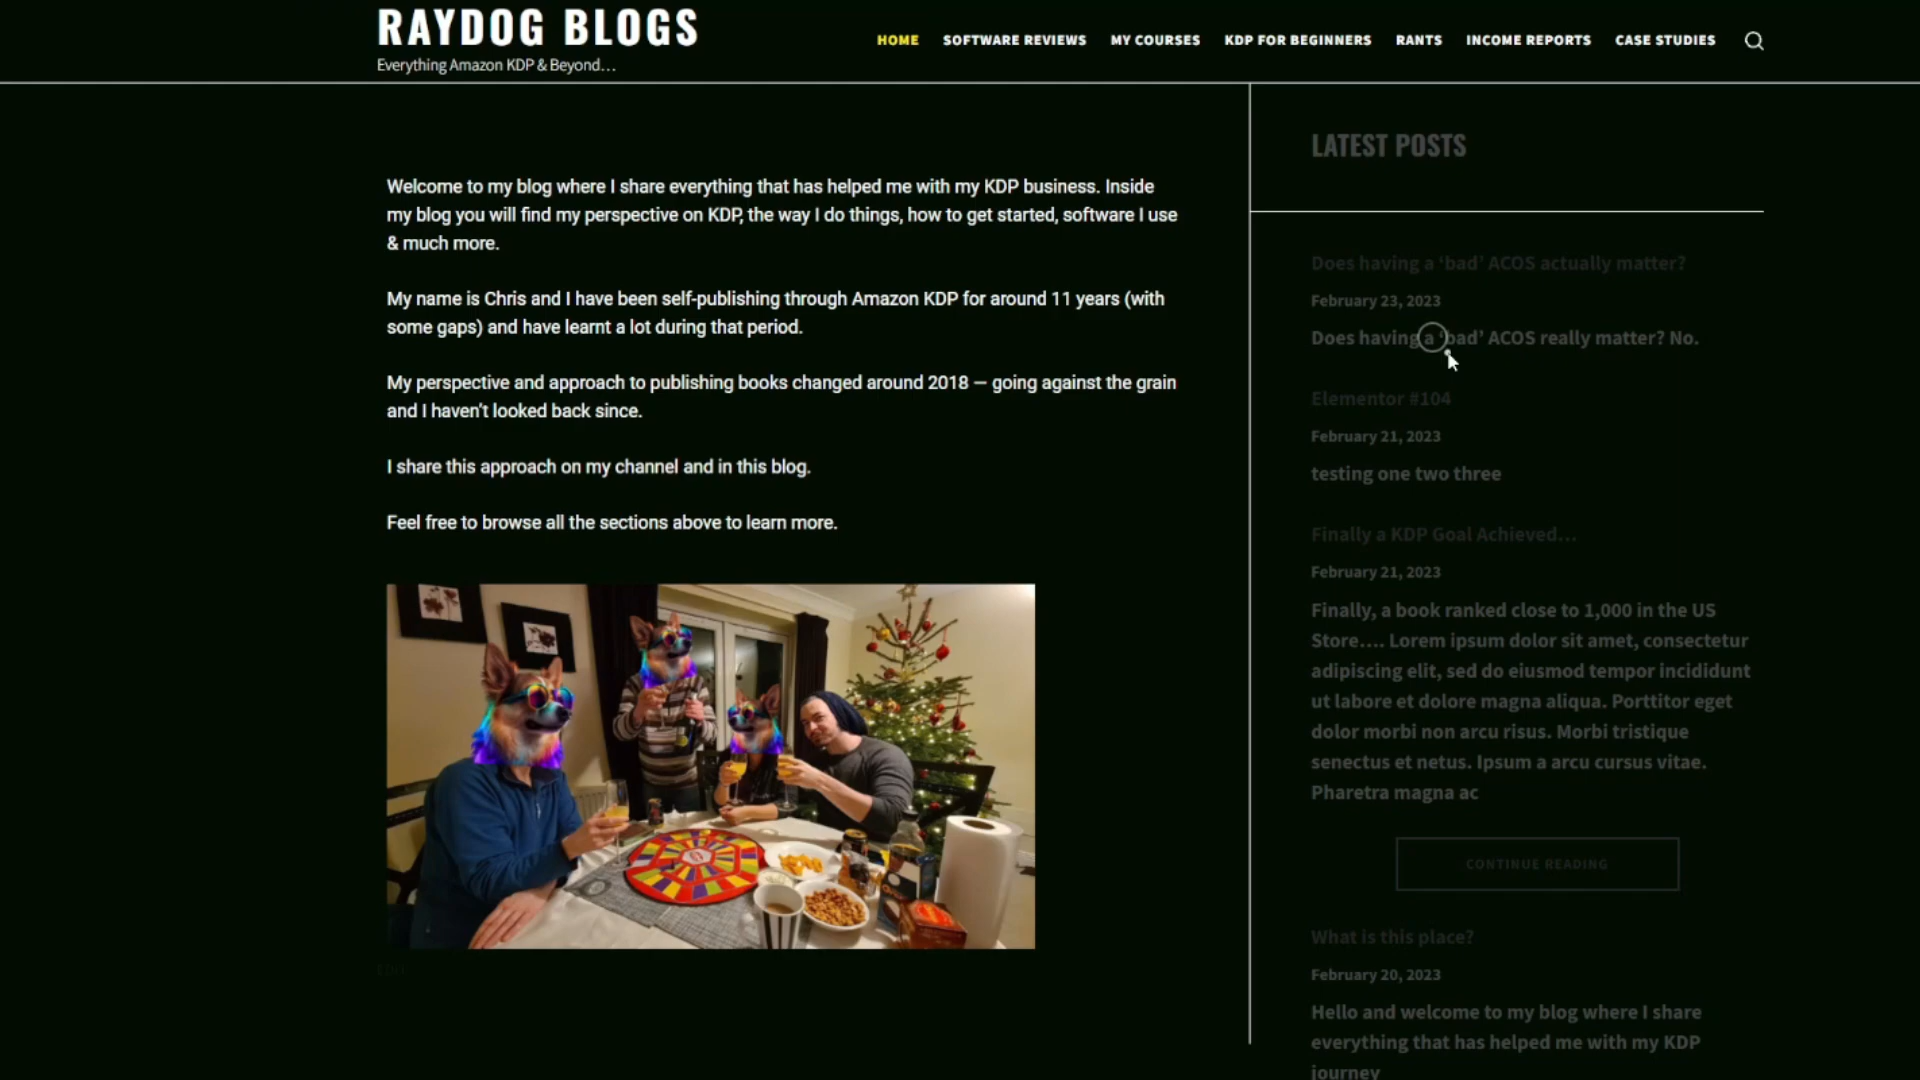 RAYDOG BLOGS
Everything Amazon KDP & Beyond...
HOME SOFTWARE REVIEWS MY COURSES KDP FOR BEGINNERS RANTS INCOME REPORTS CASE STUDIES
Welcome to my blog where I share everything that has helped me with my KDP business. Inside
my blog you will find my perspective on KDP, the way I do things, how to get started, software I use
& much more.
My name is Chris and I have been self-publishing through Amazon KDP for around 11 years (with
some gaps) and have learnt a lot during that period.
My perspective and approach to publishing books changed around 2018 — going against the grain
and I haven't looked back since.
I share this approach on my channel and in this blog.
Feel free to browse all the sections above to learn more.
LATEST POSTS
Does having a ‘bad’ ACOS actually matter?
February 23, 2023
Does having a ‘bad’ ACOS really matter? No.
Elementor #104
February 21, 2023
testing one two three
Finally a KDP Goal Achieved…
February 21, 2023
Finally, a book ranked close to 1,000 in the US
Store…. Lorem ipsum dolor sit amet, consectetur
adipiscing elit, sed do eiusmod tempor incididunt
ut labore et dolore magna aliqua. Porttitor eget
dolor morbi non arcu risus. Morbi tristique
senectus et netus. Ipsum a arcu cursus vitae.
Pharetra magna ac
CONTINUE READING
What is this place?
February 20, 2023
Hello and welcome to my blog where I share
everything that has helped me with my KDP
journey